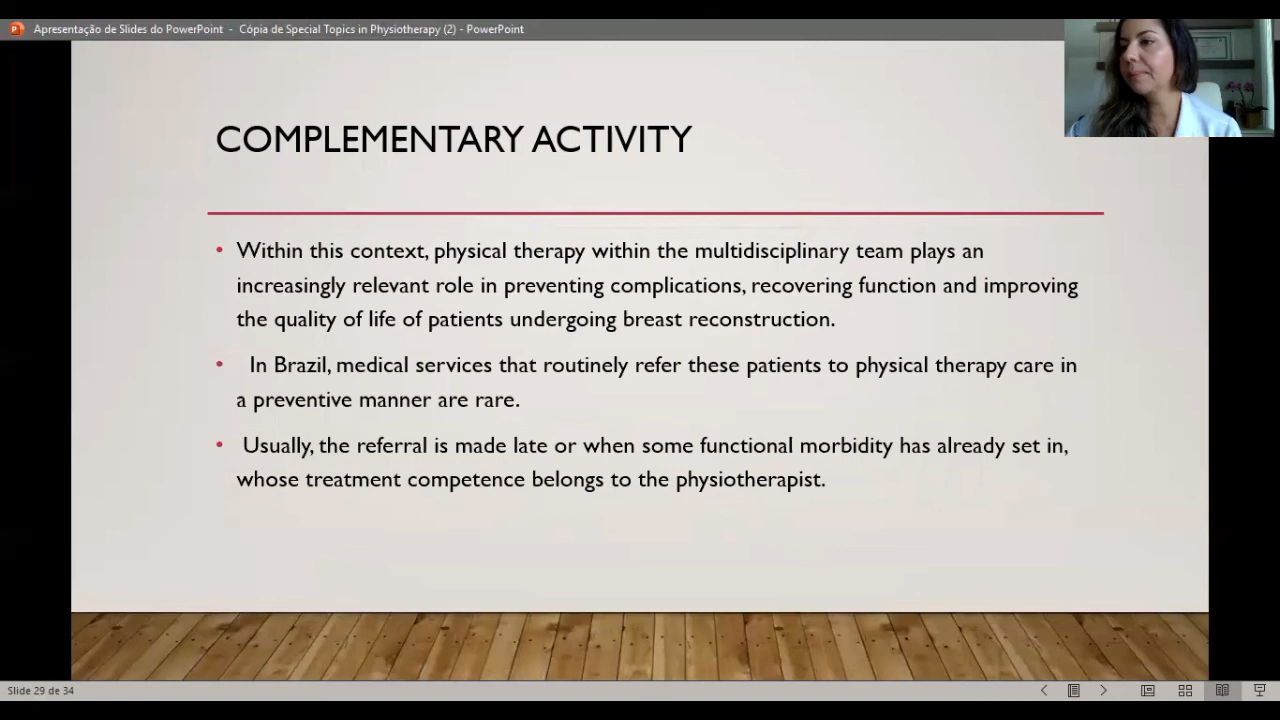 Apresentação de Slides do PowerPoint - Cópia de Special Topics in Physiotherapy (2) - PowerPoint
COMPLEMENTARY ACTIVITY
• Within this context, physical therapy within the multidisciplinary team plays an
increasingly relevant role in preventing complications, recovering function and improving
the quality of life of patients undergoing breast reconstruction.
• In Brazil, medical services that routinely refer these patients to physical therapy care in
a preventive manner are rare.
• Usually, the referral is made late or when some functional morbidity has already set in,
whose treatment competence belongs to the physiotherapist.
Slide 29 de 34